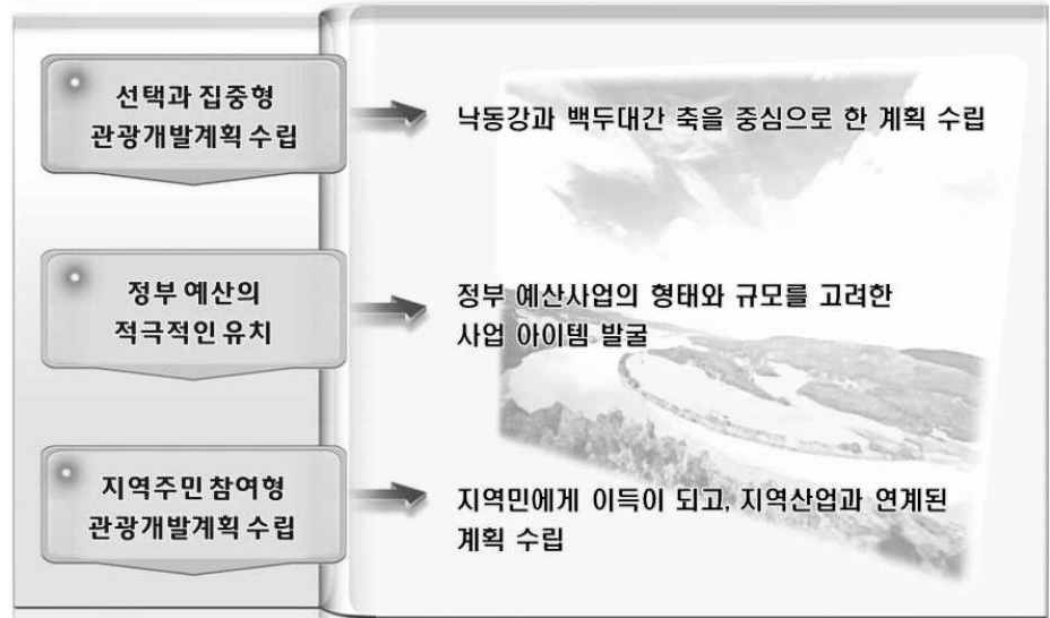 선택과 집중형
관광개발계획 수립
낙동강과 백두대간 축을 중심으로 한 계획 수립
정부 예산의
적극적인 유치
정부 예산사업의 형태와 규모를 고려한
사업 아이템 발굴
지역주민 참여형
관광개발계획 수립
지역민에게 이득이 되고, 지역산업과 연계된
계획 수립